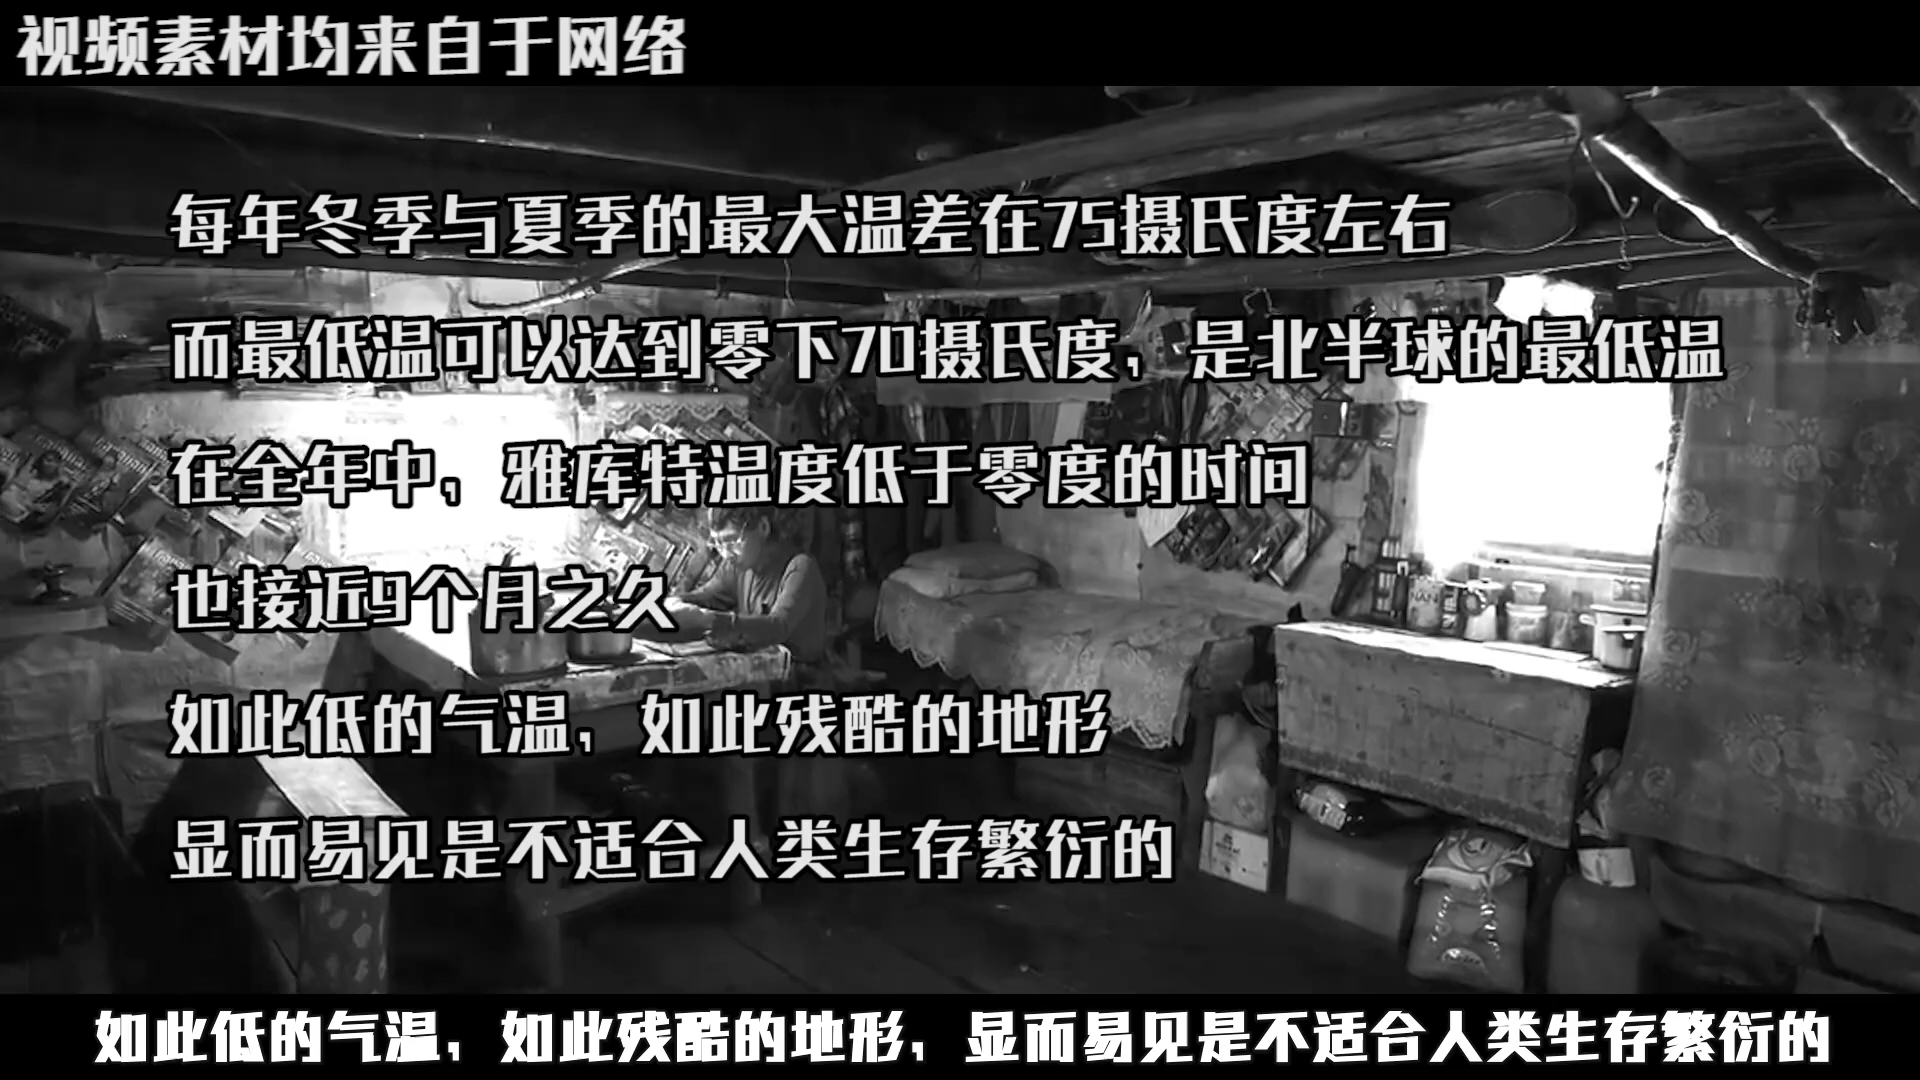 视频素材均来自于网络
每年冬季与夏季的最大温差在75摄氏度左右
而最低温可以达到零下70摄氏度，是北半球的最低温
在全年中，雅库特温度低于零度的时间
也接近9个月之久
如此低的气温，如此残酷的地形
显而易见是不适合人类生存繁衍的
NAN
如此低的气温，如此残酷的地形，显而易见是不适合人类生存繁衍的